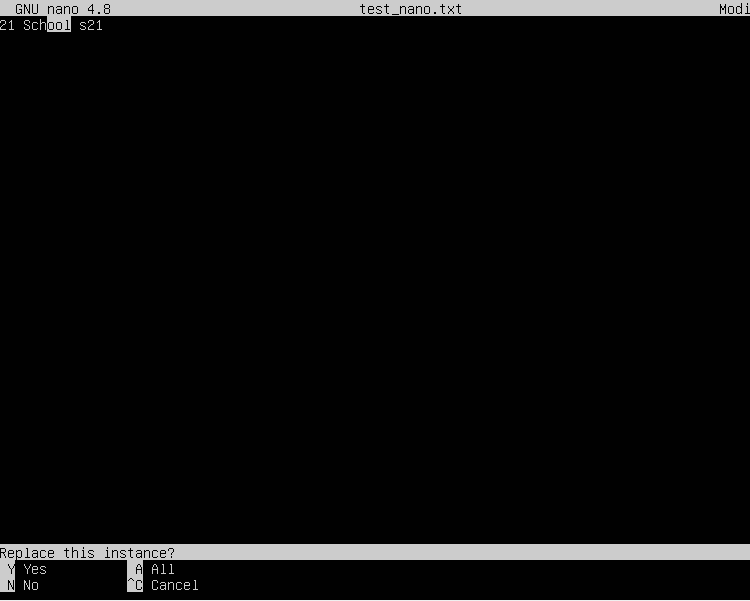 GNU nano 4.8 test_nano.txt Modi
21 School s21
Replace this instance?
Y Yes A All
N No ^C Cancel